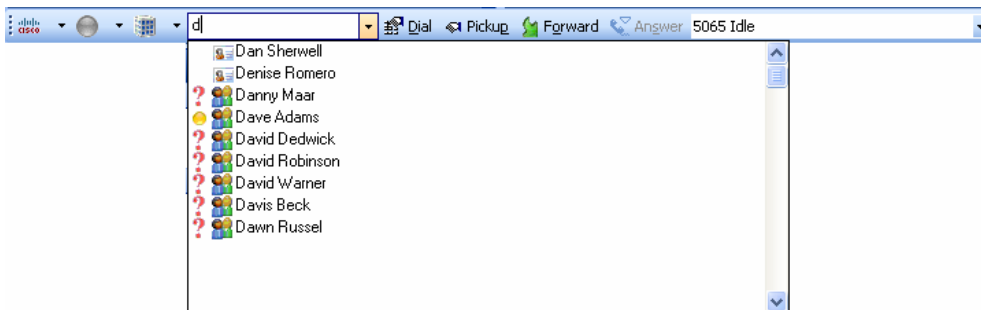 cisco d Dial Pickup Forward Answer 5065 Idle
Dan Sherwell
Denise Romero
? Danny Maar
Dave Adams
? David Dedwick
? David Robinson
? David Warner
? Davis Beck
? Dawn Russel